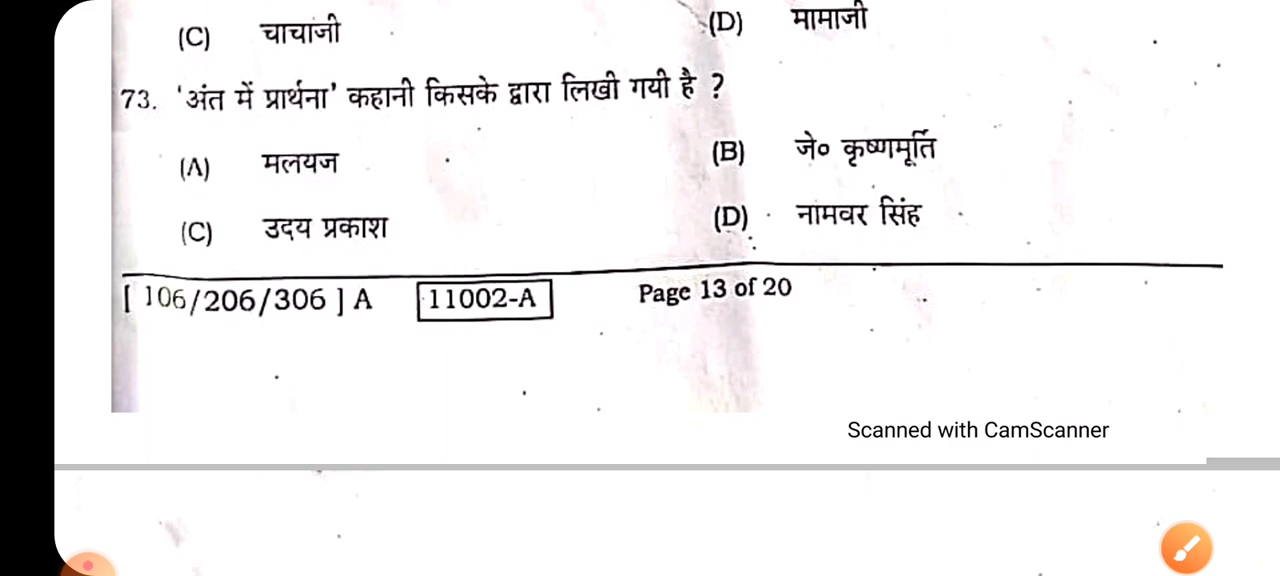 (C) चाचाजी (D) मामाजी
73. 'अंत में प्रार्थना' कहानी किसके द्वारा लिखी गयी है ?
(A) मलयज (B) जे० कृष्णमूर्ति
(C) उदय प्रकाश (D) नामवर सिंह
[ 106/206/306 ] A 11002-A Page 13 of 20
Scanned with CamScanner